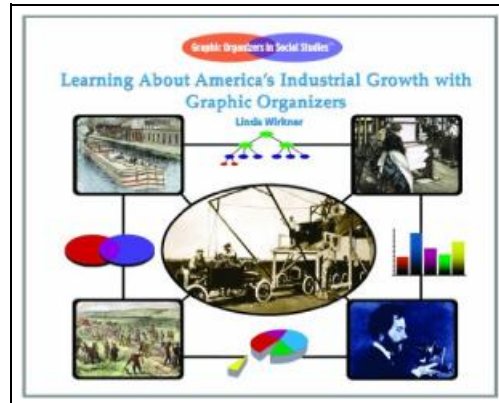 Graphic Organizers in Social Studies™
Learning About America's Industrial Growth with
Graphic Organizers
Linda Wirkner